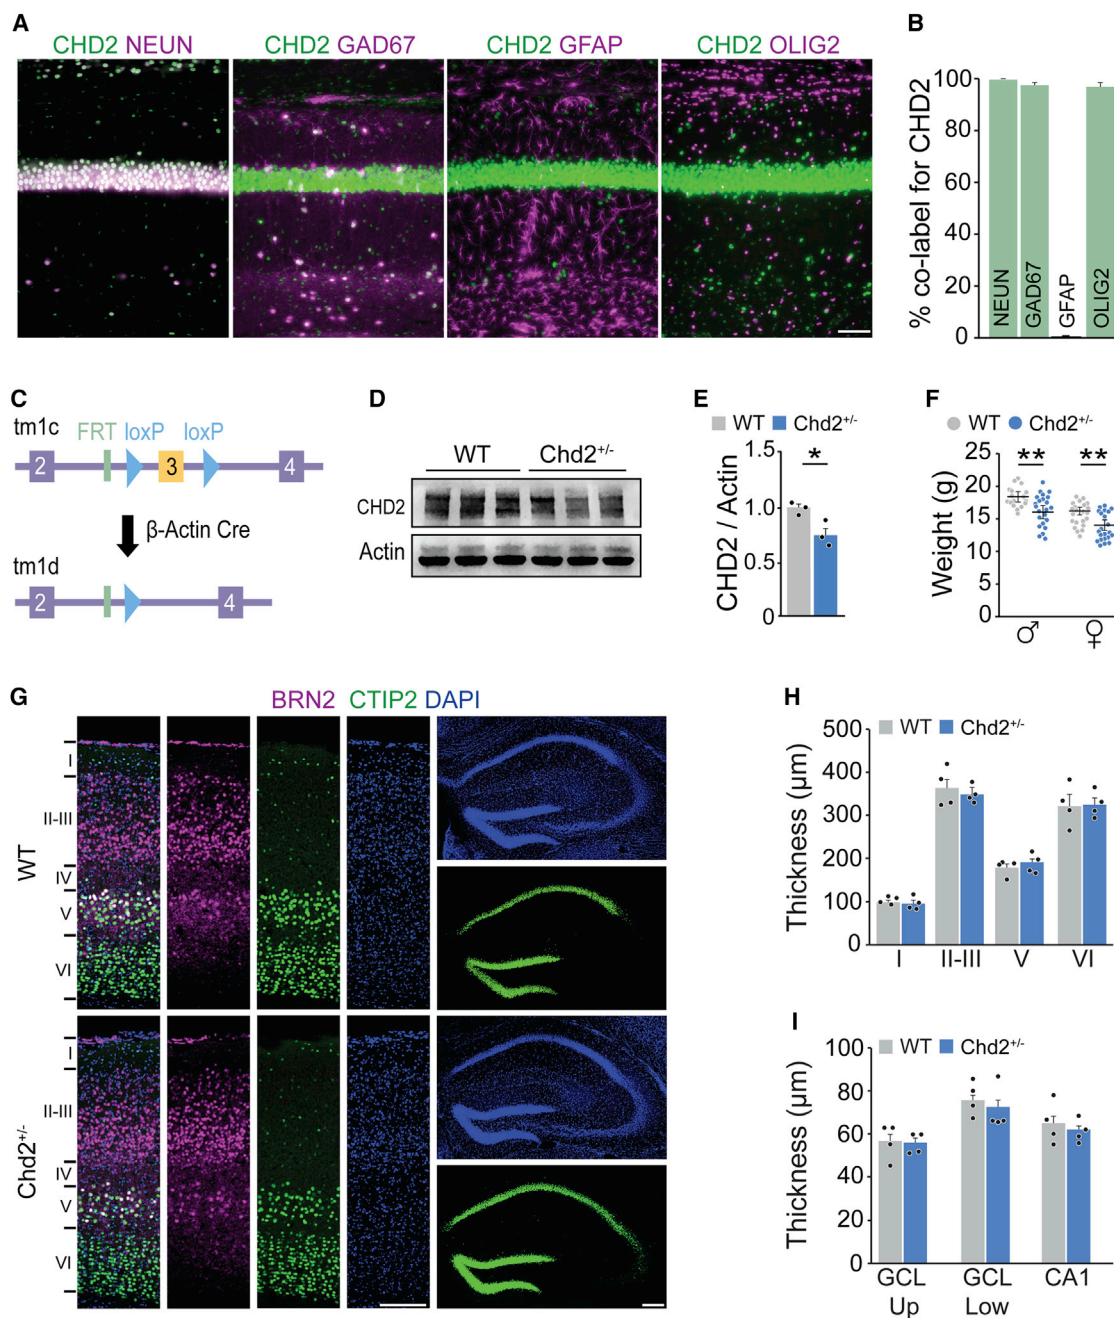 A
CHD2 NEUN
CHD2 GAD67
CHD2 GFAP
CHD2 OLIG2
B
% co-label for CHD2
100
80
60
40
20
0
NEUN
GAD67
GFAP
OLIG2
C
tm1c
FRT
loxP
loxP
2
3
4
β-Actin Cre
tm1d
2
4
D
WT
Chd2+/-
CHD2
Actin
E
WT
Chd2+/-
CHD2 / Actin
1.5
1.0
0.5
0
*
F
WT
Chd2+/-
Weight (g)
25
20
15
10
5
0
**
**
♂
♀
G
BRN2 CTIP2 DAPI
WT
I
II-III
IV
V
VI
Chd2+/-
I
II-III
IV
V
VI
H
WT
Chd2+/-
Thickness (μm)
500
400
300
200
100
0
I
II-III
V
VI
I
WT
Chd2+/-
Thickness (μm)
100
80
60
40
20
0
GCL
Up
GCL
Low
CA1